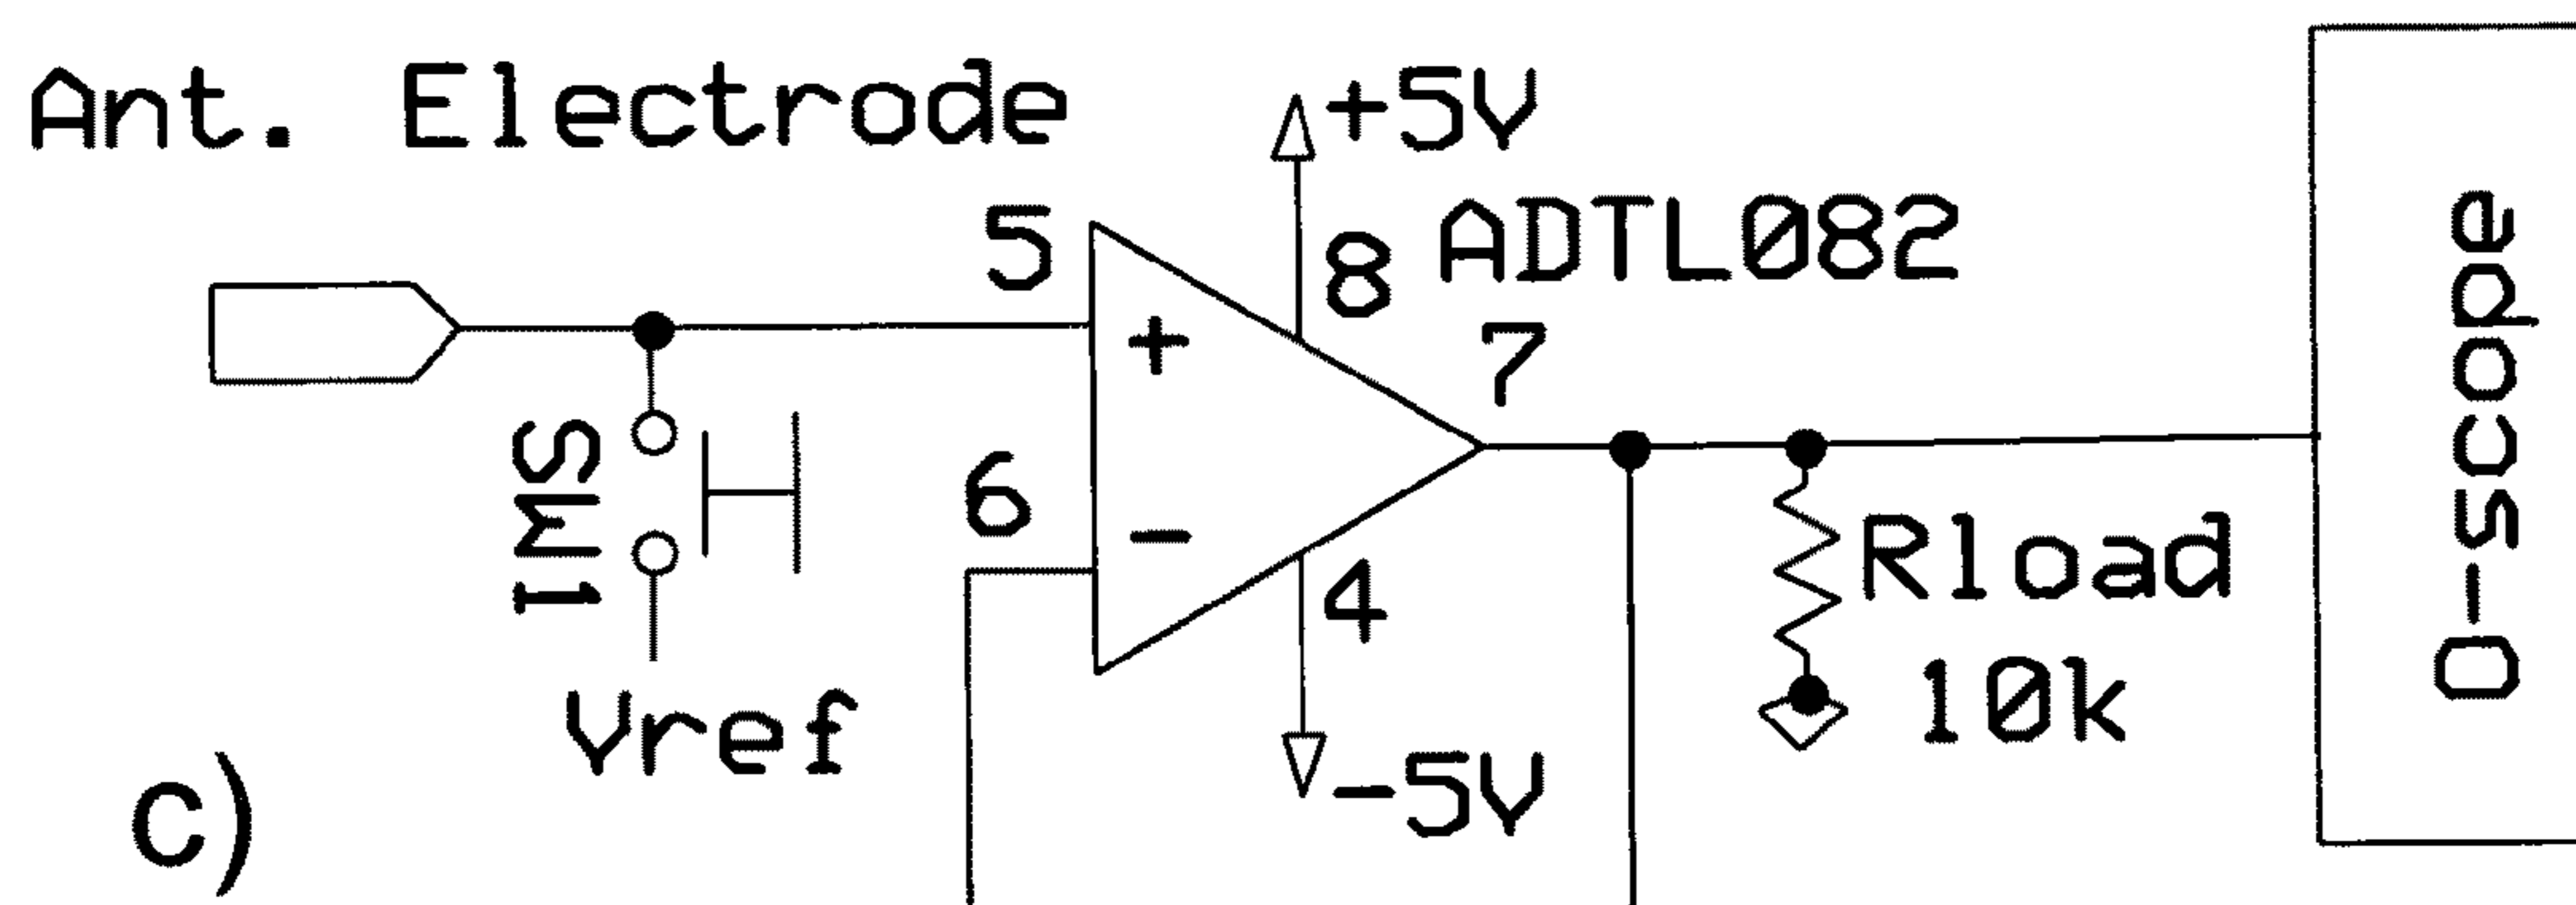 Ant. Electrode
+5V
ADTL082
5
8
+
7
6
-
4
SW1
Vref
-5V
Rload
10k
O-scope
c)